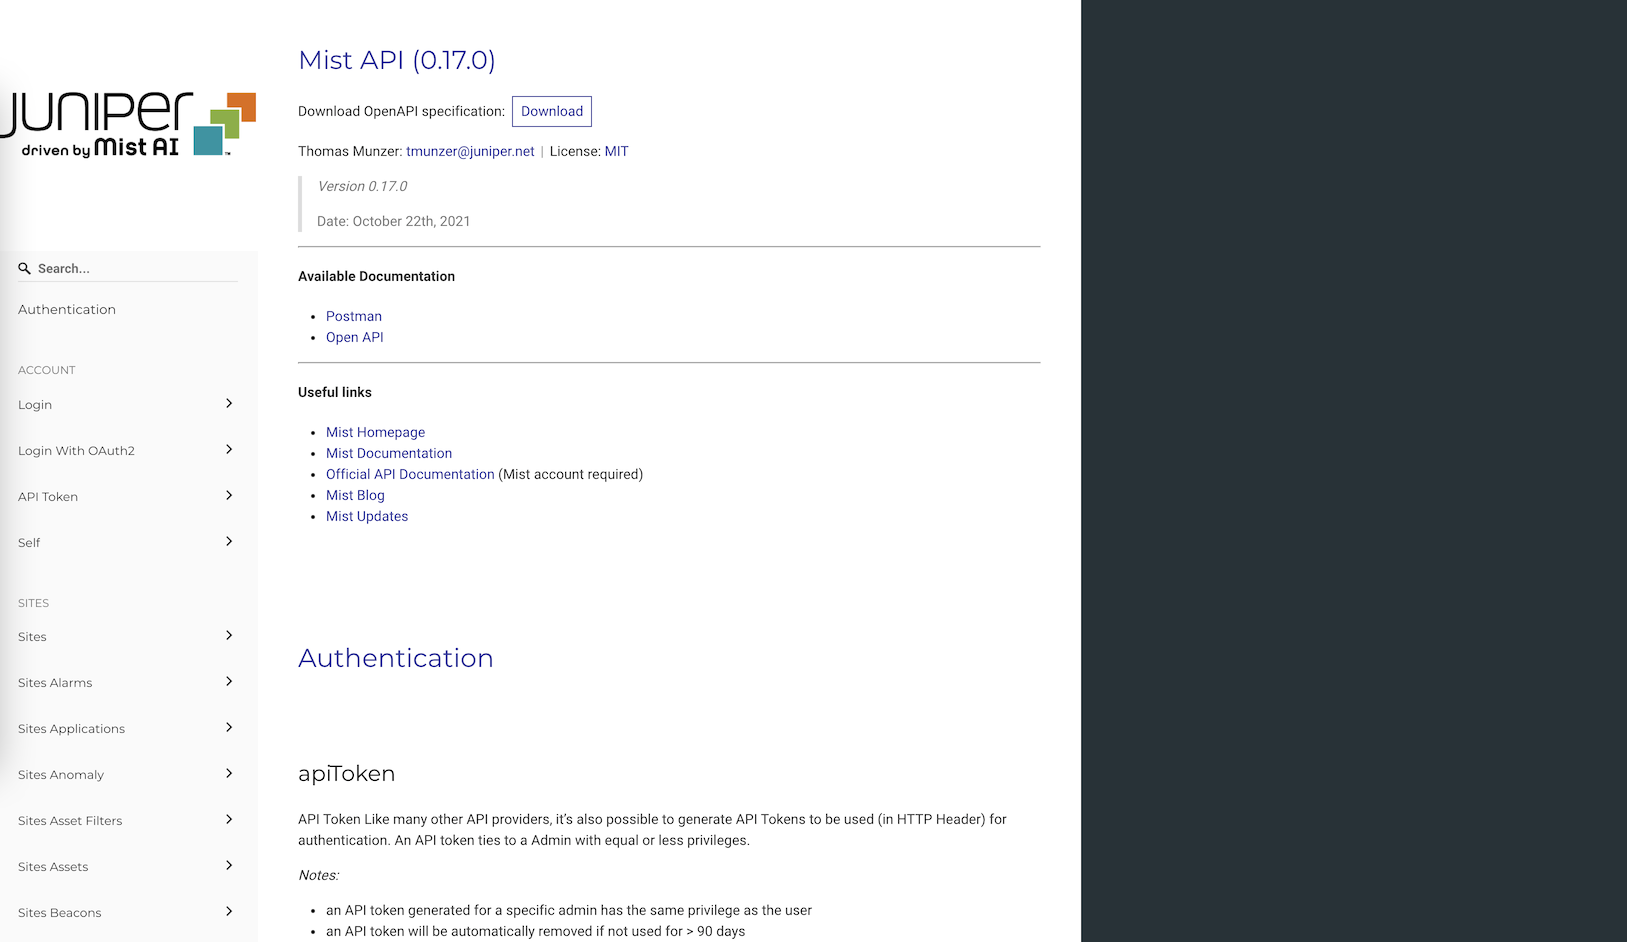 JUNIPer
driven by Mist AI
™
Search...
Authentication
ACCOUNT
Login
Login With OAuth2
API Token
Self
SITES
Sites
Sites Alarms
Sites Applications
Sites Anomaly
Sites Asset Filters
Sites Assets
Sites Beacons
Mist API (0.17.0)
Download OpenAPI specification: Download
Thomas Munzer: tmunzer@juniper.net | License: MIT
Version 0.17.0
Date: October 22th, 2021
Available Documentation
• Postman
• Open API
Useful links
• Mist Homepage
• Mist Documentation
• Official API Documentation (Mist account required)
• Mist Blog
• Mist Updates
Authentication
apiToken
API Token Like many other API providers, it’s also possible to generate API Tokens to be used (in HTTP Header) for
authentication. An API token ties to a Admin with equal or less privileges.
Notes:
• an API token generated for a specific admin has the same privilege as the user
• an API token will be automatically removed if not used for > 90 days